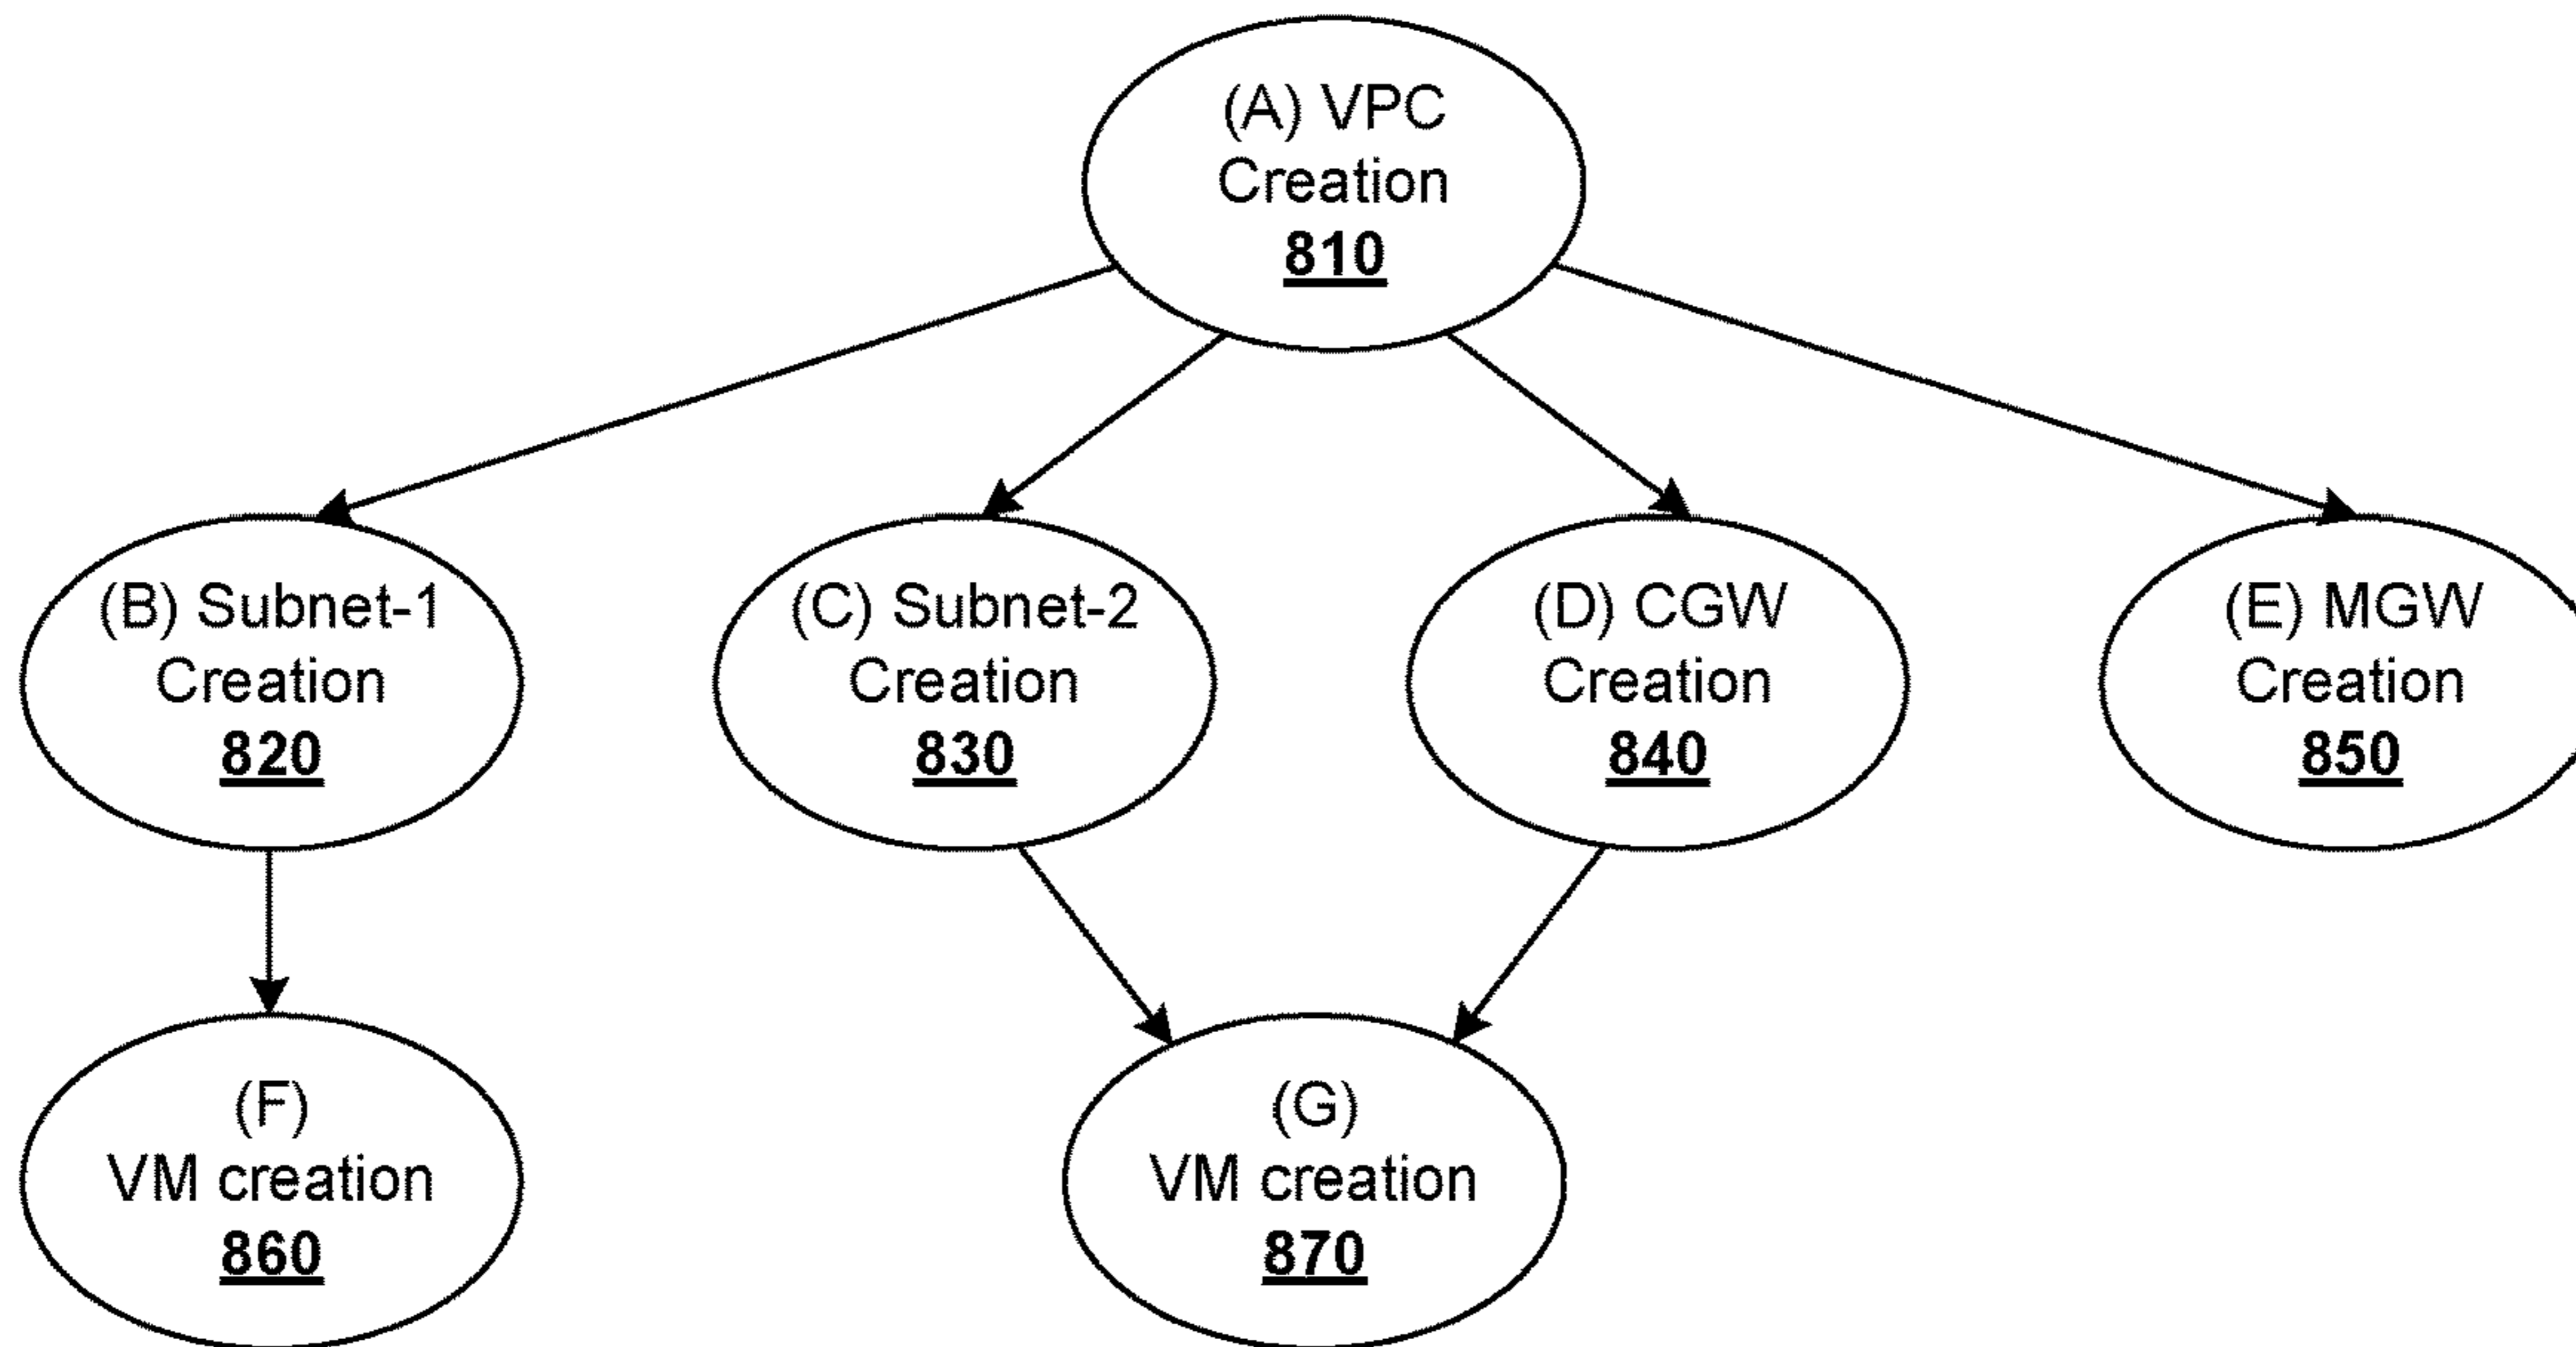 (A) VPC
Creation
810
(B) Subnet-1
Creation
820
(C) Subnet-2
Creation
830
(D) CGW
Creation
840
(E) MGW
Creation
850
(F)
VM creation
860
(G)
VM creation
870